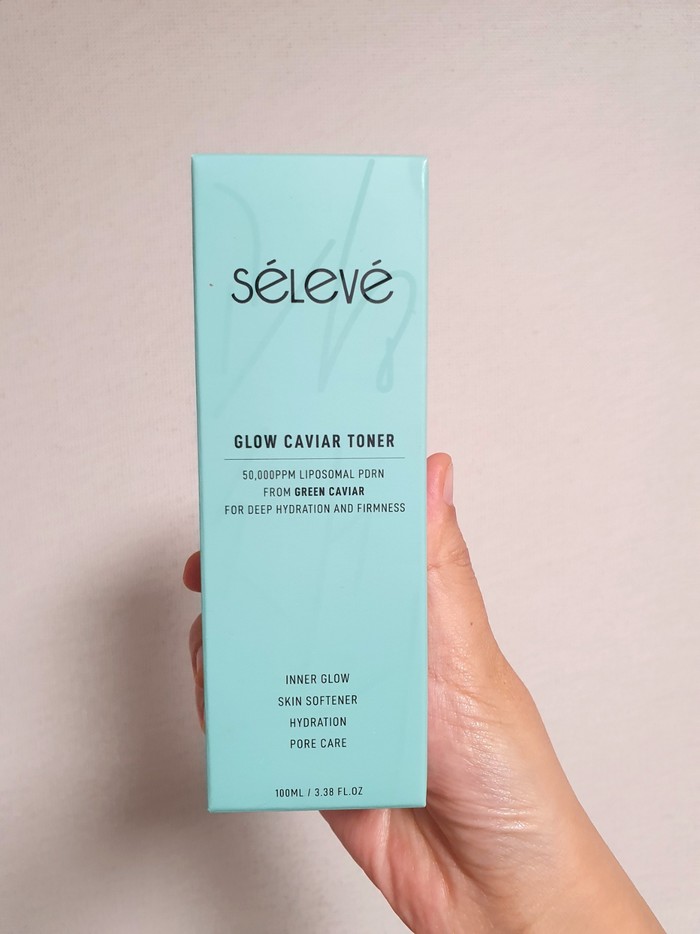 séLevé
GLOW CAVIAR TONER
50,000PPM LIPOSOMAL PDRN
FROM GREEN CAVIAR
FOR DEEP HYDRATION AND FIRMNESS
INNER GLOW
SKIN SOFTENER
HYDRATION
PORE CARE
100ML / 3.38 FL.OZ